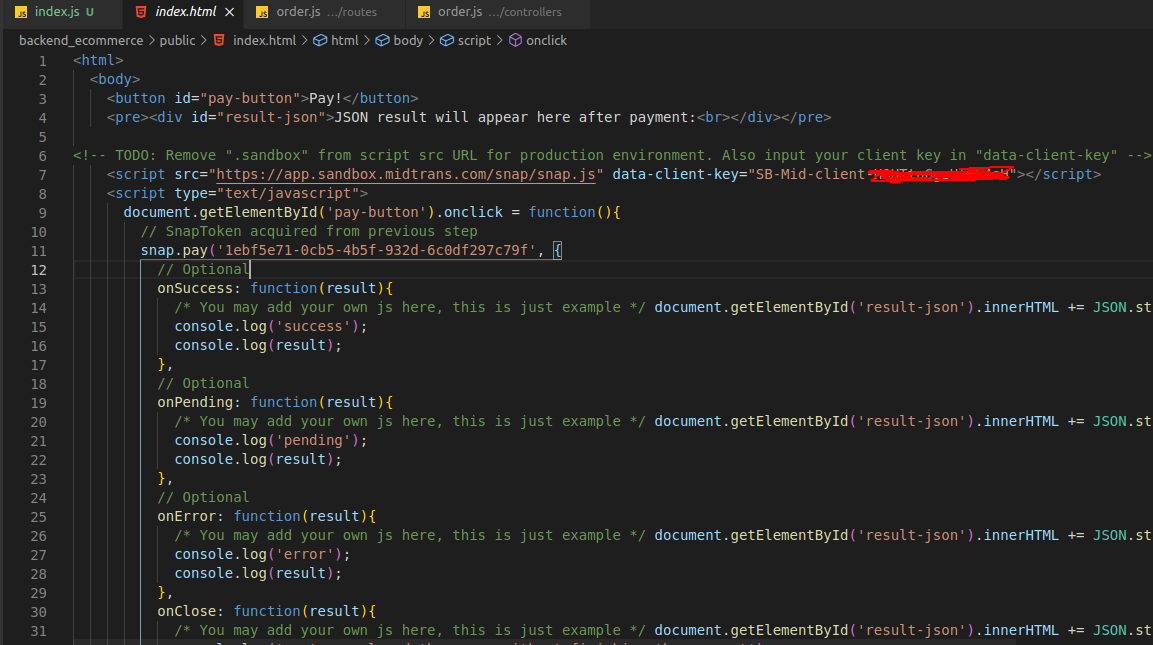 index.js U index.html × order.js .../routes order.js .../controllers
backend_ecommerce > public > index.html > html > body > script > onclick
1 <html>
2 <body>
3 <button id="pay-button">Pay!</button>
4 <pre><div id="result-json">JSON result will appear here after payment:<br></div></pre>
5
6 <!-- TODO: Remove ".sandbox" from script src URL for production environment. Also input your client key in "data-client-key" -->
7 <script src="https://app.sandbox.midtrans.com/snap/snap.js" data-client-key="SB-Mid-client-"></script>
8 <script type="text/javascript">
9 document.getElementById('pay-button').onclick = function(){
10 // SnapToken acquired from previous step
11 snap.pay('1ebf5e71-0cb5-4b5f-932d-6c0df297c79f', {
12 // Optional
13 onSuccess: function(result){
14 /* You may add your own js here, this is just example */ document.getElementById('result-json').innerHTML += JSON.st
15 console.log('success');
16 console.log(result);
17 },
18 // Optional
19 onPending: function(result){
20 /* You may add your own js here, this is just example */ document.getElementById('result-json').innerHTML += JSON.st
21 console.log('pending');
22 console.log(result);
23 },
24 // Optional
25 onError: function(result){
26 /* You may add your own js here, this is just example */ document.getElementById('result-json').innerHTML += JSON.st
27 console.log('error');
28 console.log(result);
29 },
30 onClose: function(result){
31 /* You may add your own js here, this is just example */ document.getElementById('result-json').innerHTML += JSON.st